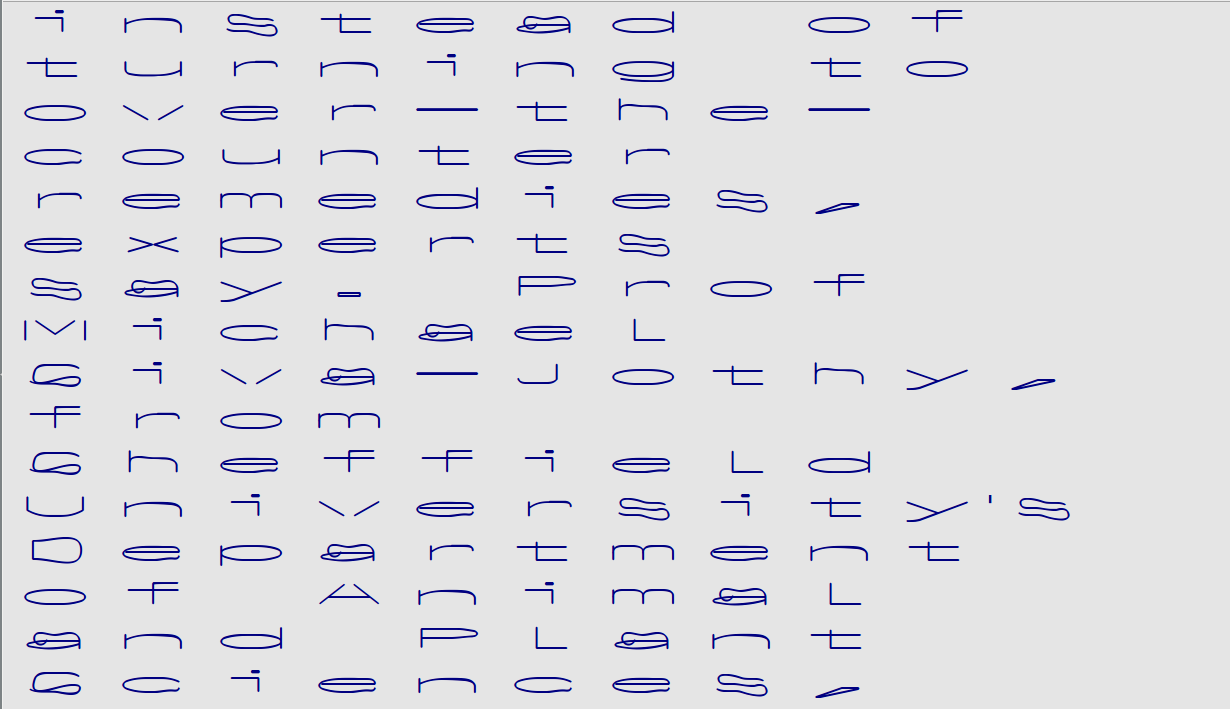 instead of
turning to
over-the-
counter
remedies,
experts
say. Prof
Michael
Siva-Jothy,
from
Sheffield
University's
Department
of Animal
and Plant
Sciences,